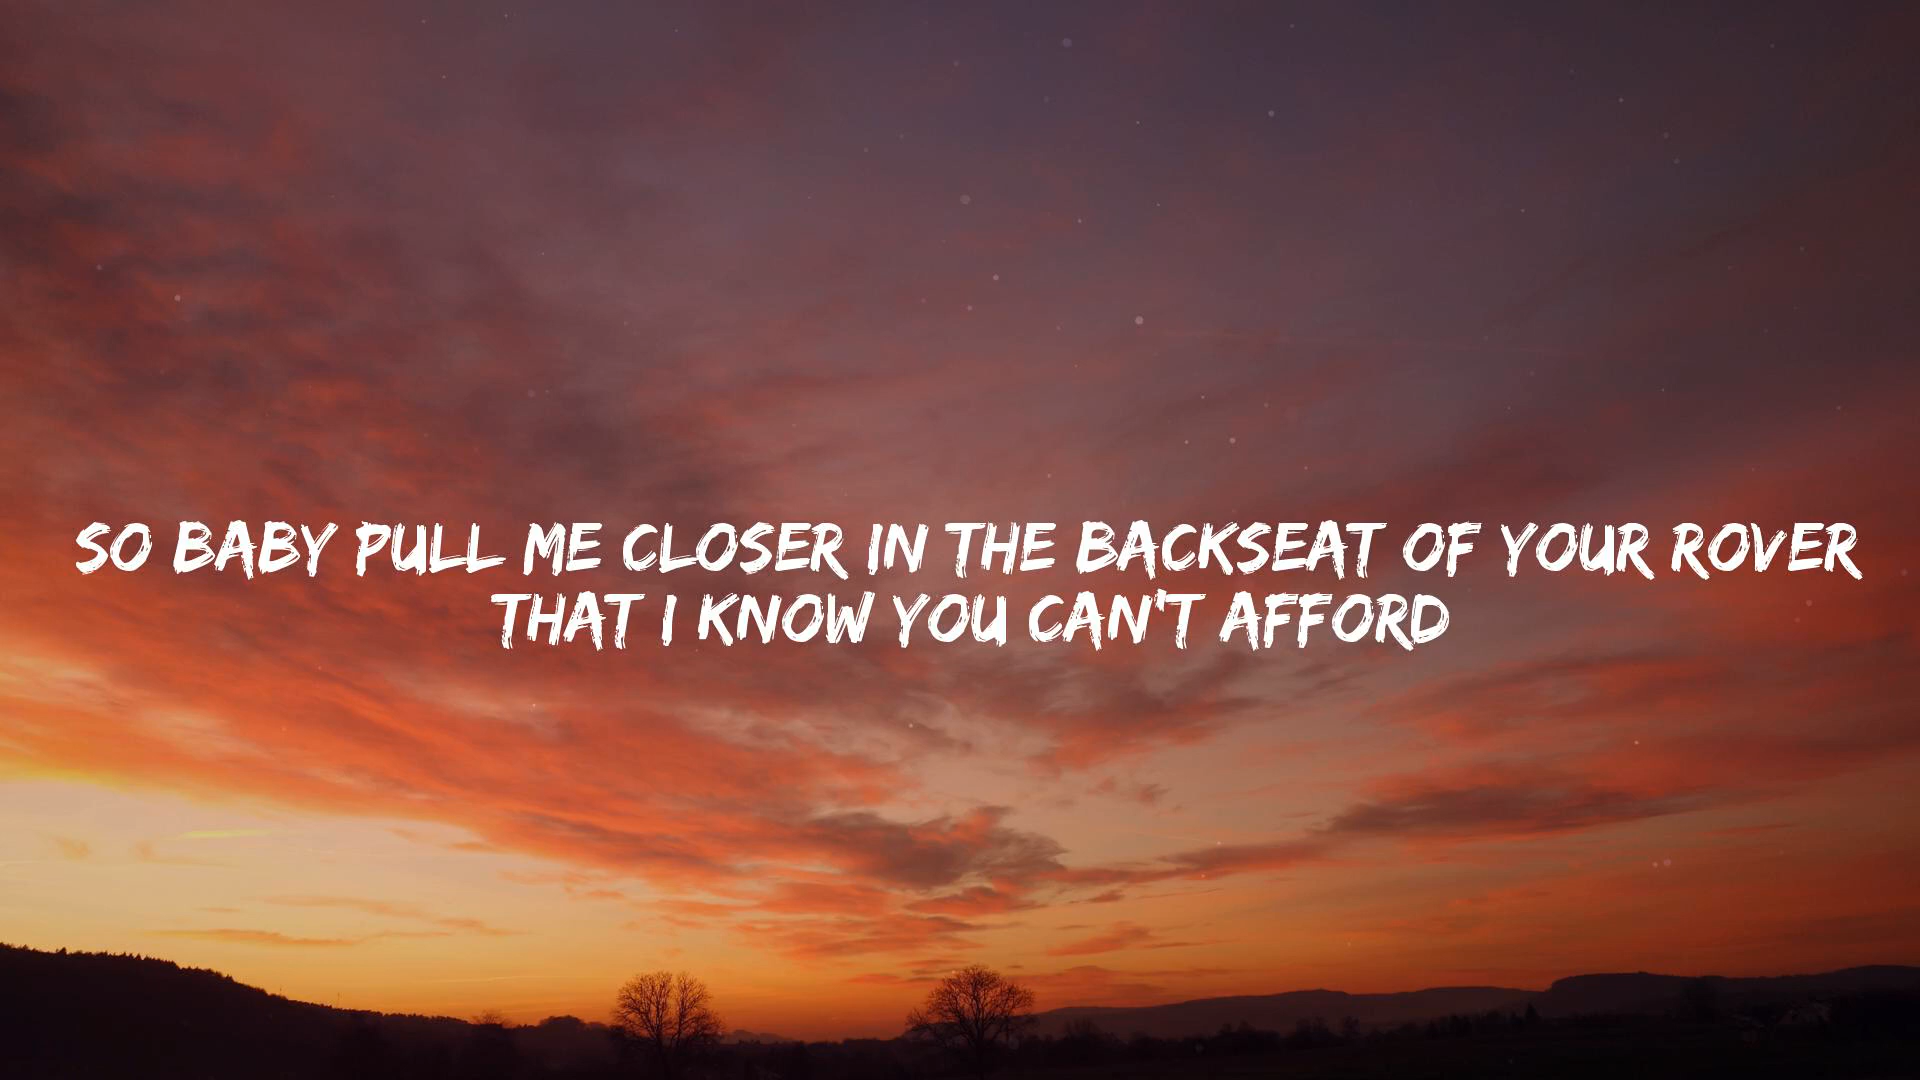 SO BABY PULL ME CLOSER IN THE BACKSEAT OF YOUR ROVER
THAT I KNOW YOU CAN'T AFFORD